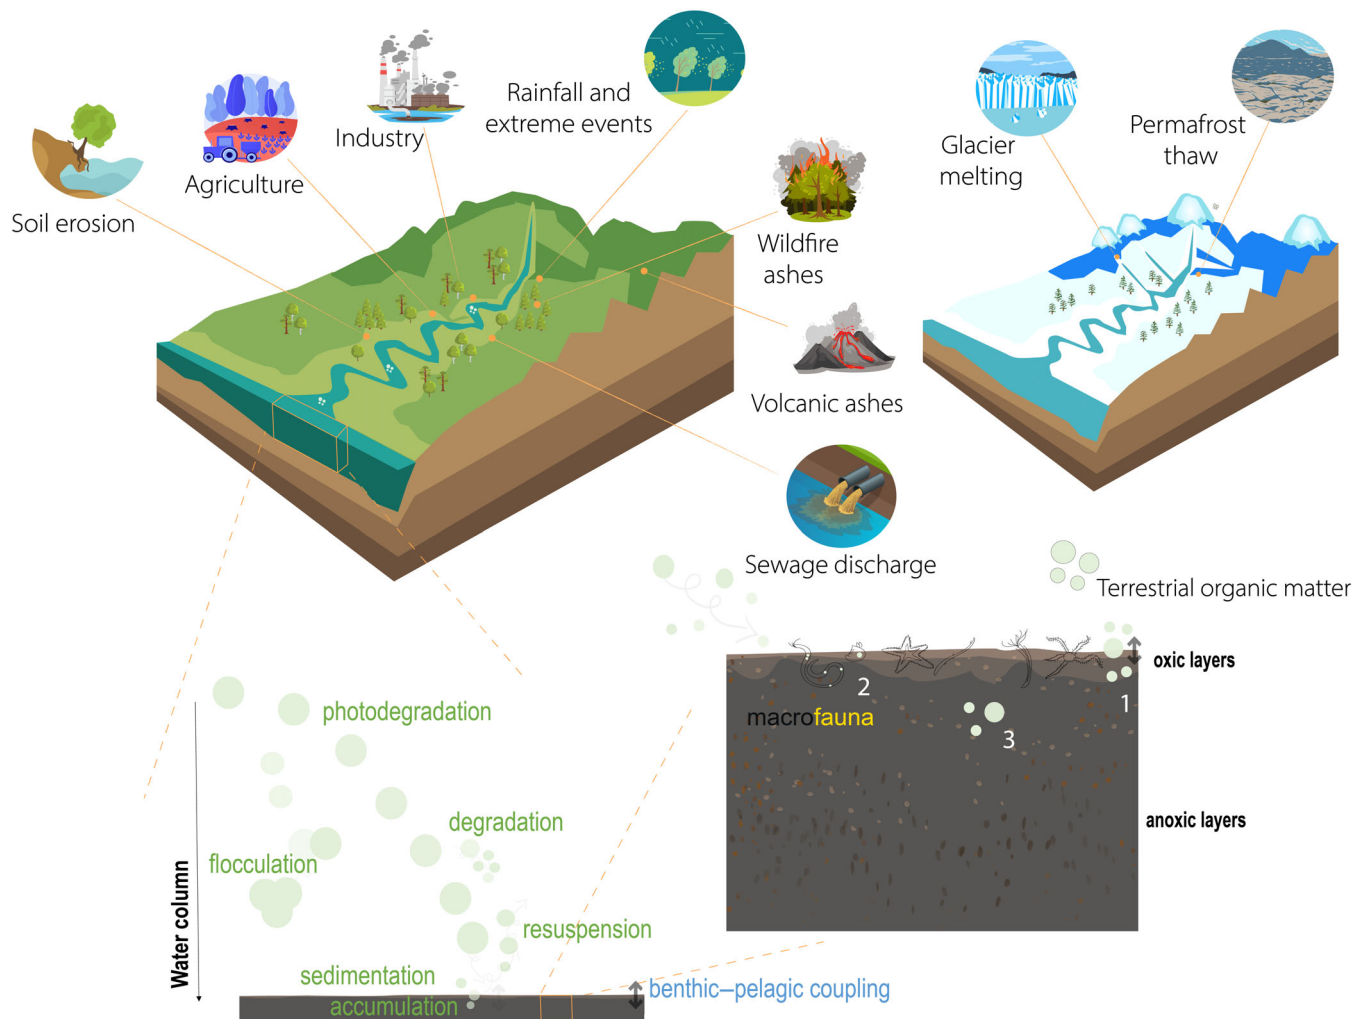 Soil erosion
Agriculture
Industry
Rainfall and
extreme events
Wildfire
ashes
Volcanic ashes
Sewage discharge
Glacier
melting
Permafrost
thaw
Terrestrial organic matter
oxic layers
1
2
macrofauna
3
anoxic layers
Water column
photodegradation
degradation
flocculation
resuspension
sedimentation
accumulation
benthic–pelagic coupling